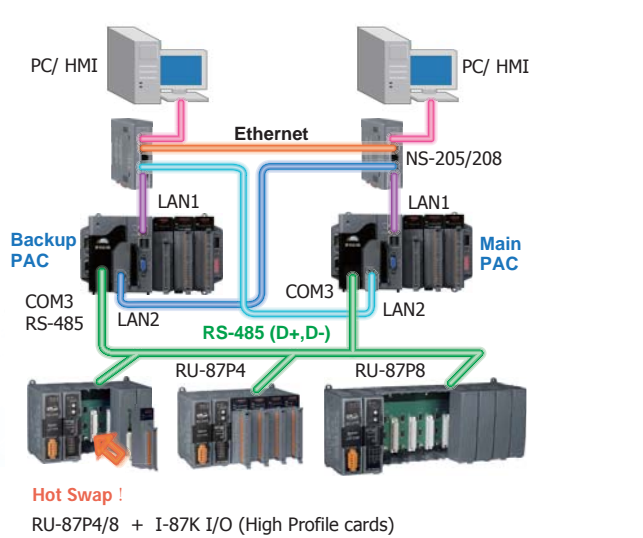 PC/ HMI
PC/ HMI
Ethernet
NS-205/208
LAN1
LAN1
Backup
PAC
Main
PAC
COM3
RS-485
LAN2
COM3
LAN2
RS-485 (D+,D-)
RU-87P4
RU-87P8
Hot Swap !
RU-87P4/8 + I-87K I/O (High Profile cards)